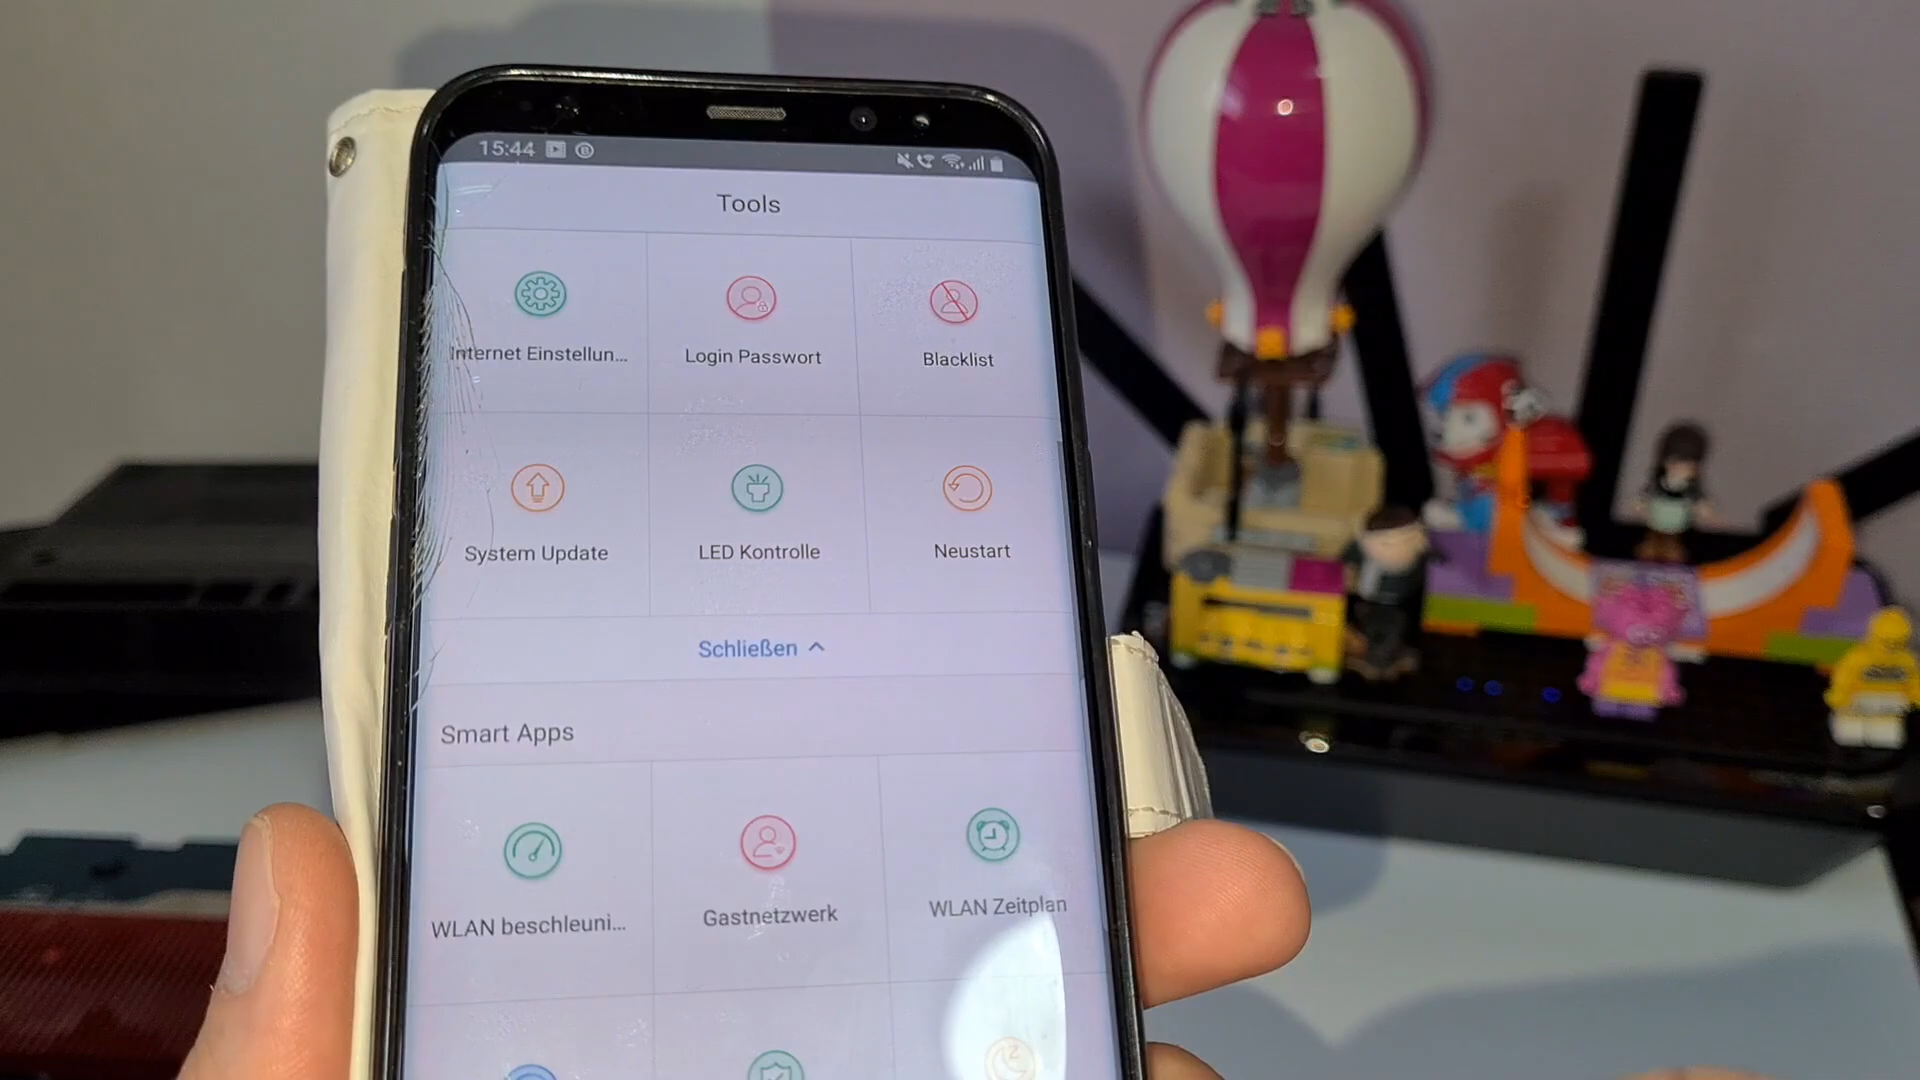 15:44
Tools
Internet Einstellun...
Login Passwort
Blacklist
System Update
LED Kontrolle
Neustart
Schließen
Smart Apps
WLAN beschleuni...
Gastnetzwerk
WLAN Zeitplan